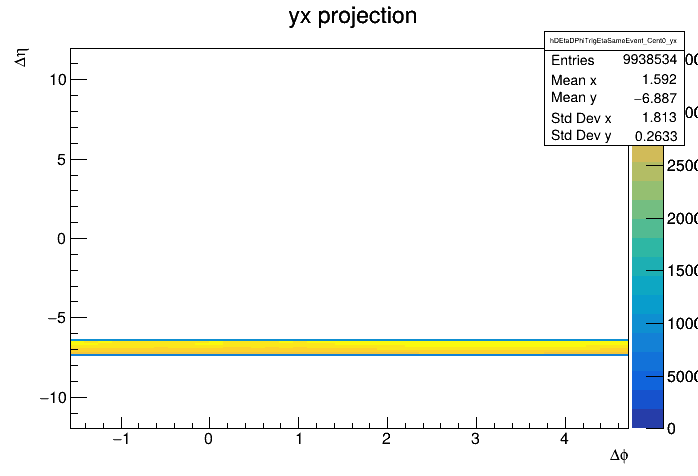 yx projection
hDEtaDPhiTrigEtaSameEvent_Cent0_yx
Entries 9938534
Mean x 1.592
Mean y −6.887
Std Dev x 1.813
Std Dev y 0.2633
Δη
10
5
0
−5
−10
−1 0 1 2 3 4
Δϕ
2500
2000
1500
1000
5000
0